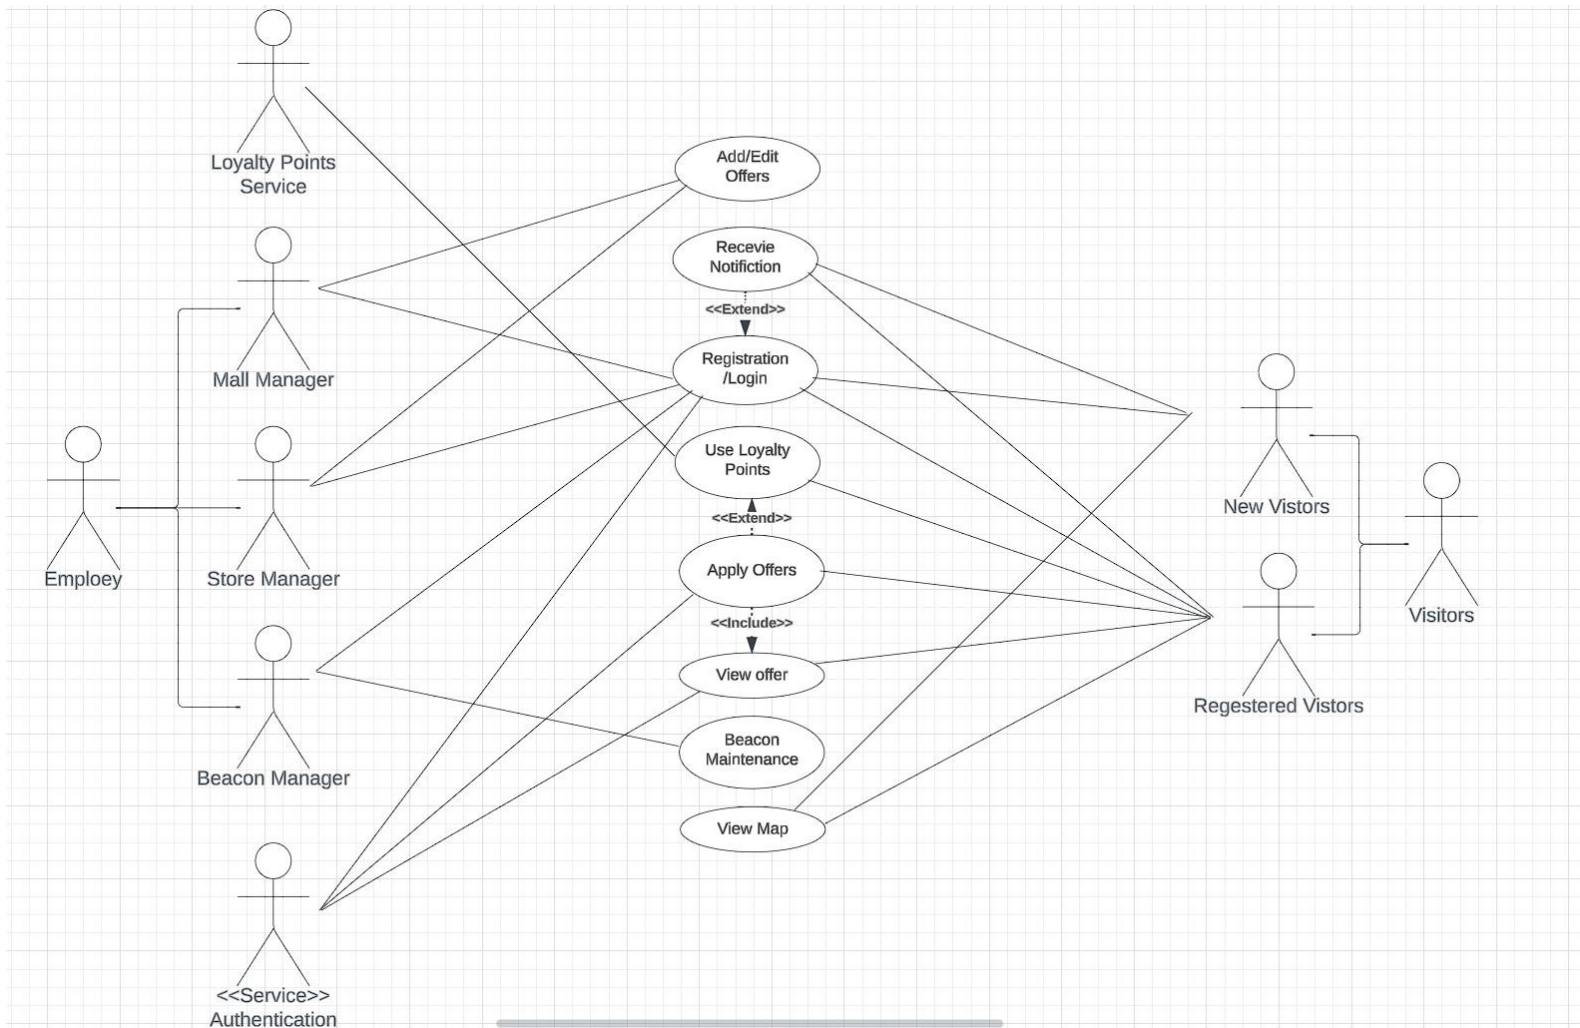 Loyalty Points
Service
Add/Edit
Offers
Recevie
Notifiction
<<Extend>>
Mall Manager
Registration
/Login
New Vistors
Use Loyalty
Points
<<Extend>>
Emploey
Store Manager
Apply Offers
Visitors
<<Include>>
View offer
Regestered Vistors
Beacon
Maintenance
Beacon Manager
View Map
<<Service>>
Authentication